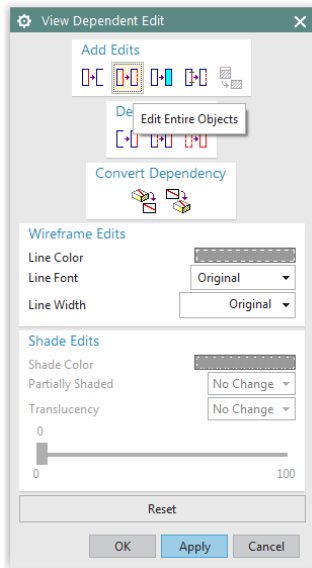 View Dependent Edit
Add Edits
De
Edit Entire Objects
Convert Dependency
Wireframe Edits
Line Color
Line Font Original
Line Width Original
Shade Edits
Shade Color
Partially Shaded No Change
Translucency No Change
0
0 100
Reset
OK Apply Cancel